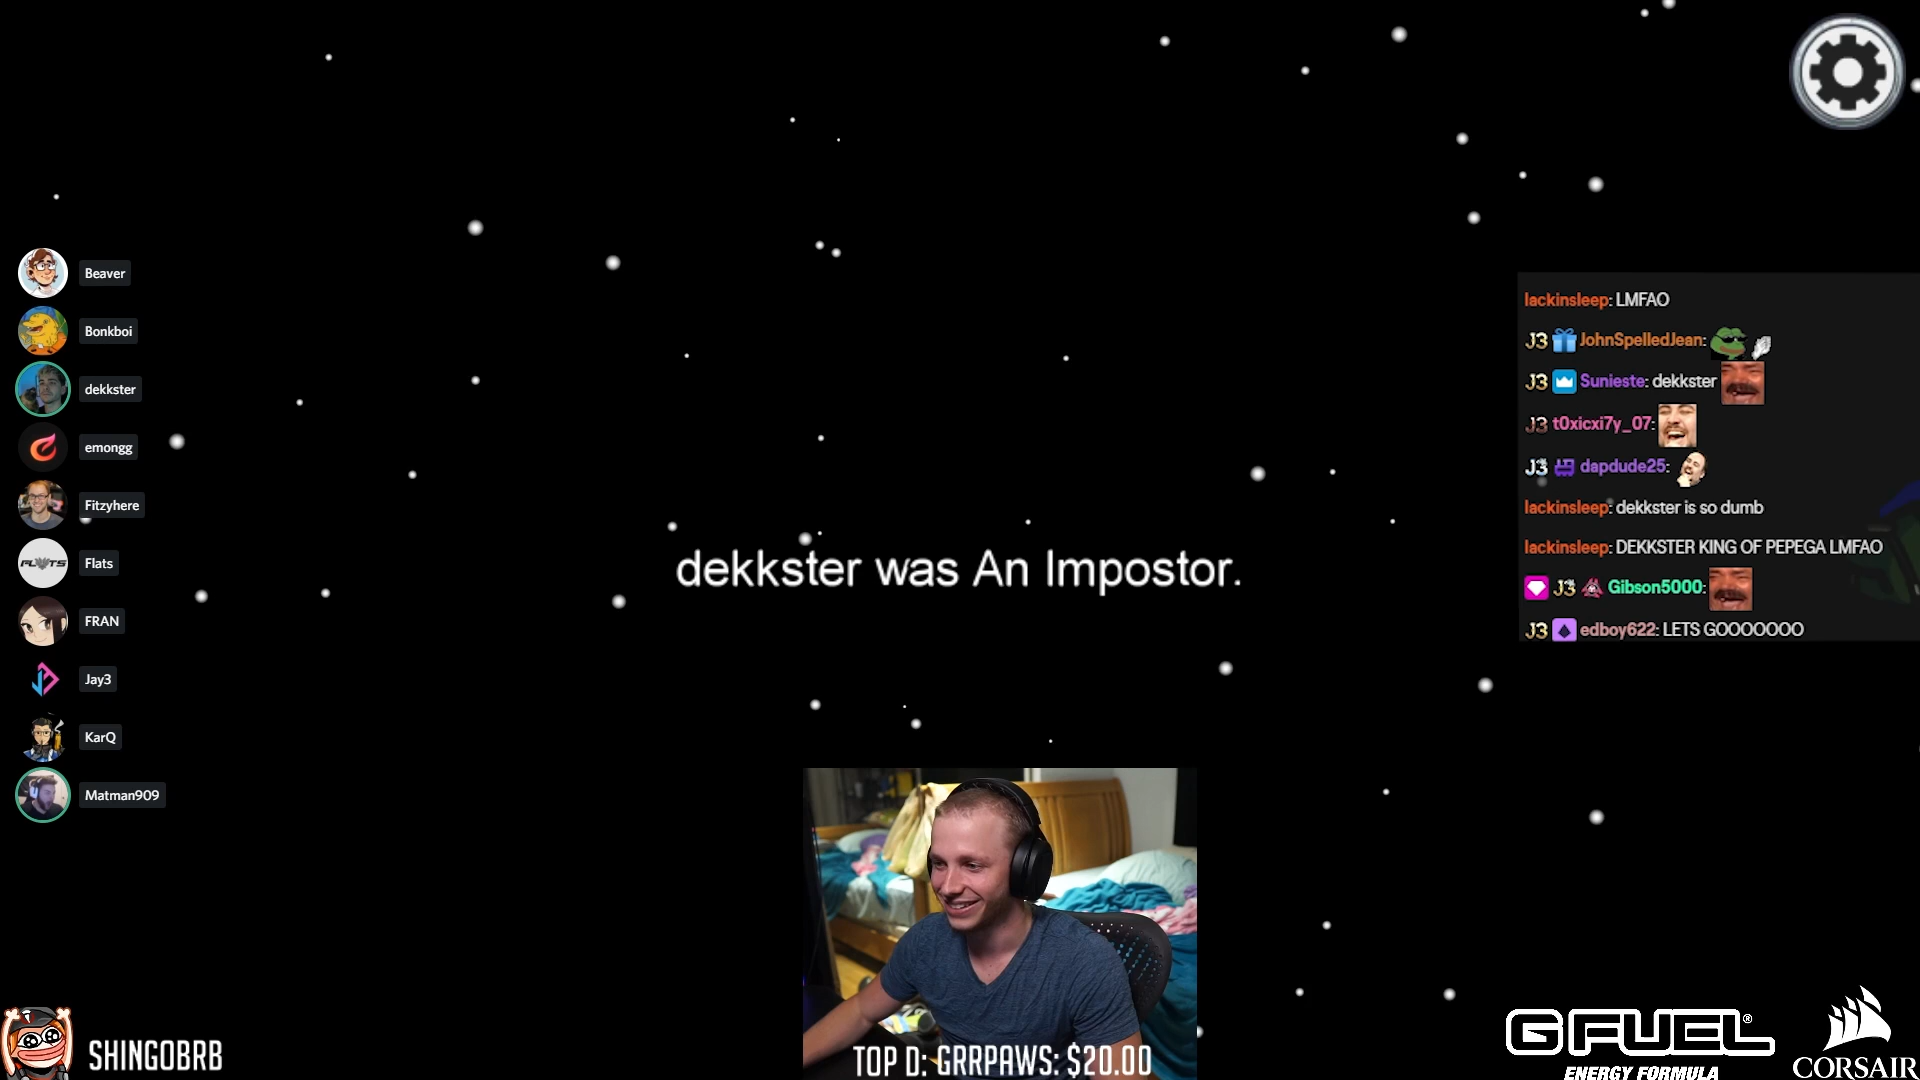 Beaver
Bonkboi
dekkster
emongg
Fitzyhere
FLATS
Flats
FRAN
Jay3
KarQ
Matman909
dekkster was An Impostor.
lackinsleep: LMFAO
J3 JohnSpelledJean:
J3 Sunieste: dekkster
J3 t0xicxi7y_07:
J3 dapdude25:
lackinsleep: dekkster is so dumb
lackinsleep: DEKKSTER KING OF PEPEGA LMFAO
J3 Gibson5000:
J3 edboy622: LETS GOOOOOOO
SHINGOBRB
TOP D: GRRPAWS: $20.00
G FUEL®
ENERGY FORMULA
CORSAIR